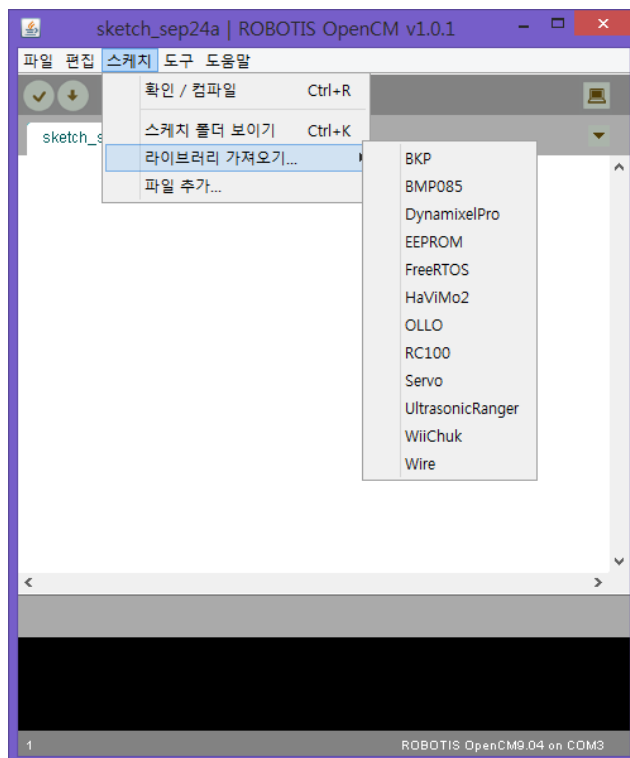 sketch_sep24a | ROBOTIS OpenCM v1.0.1
파일 편집 스케치 도구 도움말
확인 / 컴파일 Ctrl+R
스케치 폴더 보이기 Ctrl+K
sketch_s
라이브러리 가져오기...
파일 추가...
BKP
BMP085
DynamixelPro
EEPROM
FreeRTOS
HaViMo2
OLLO
RC100
Servo
UltrasonicRanger
WiiChuk
Wire
1 ROBOTIS OpenCM9.04 on COM3